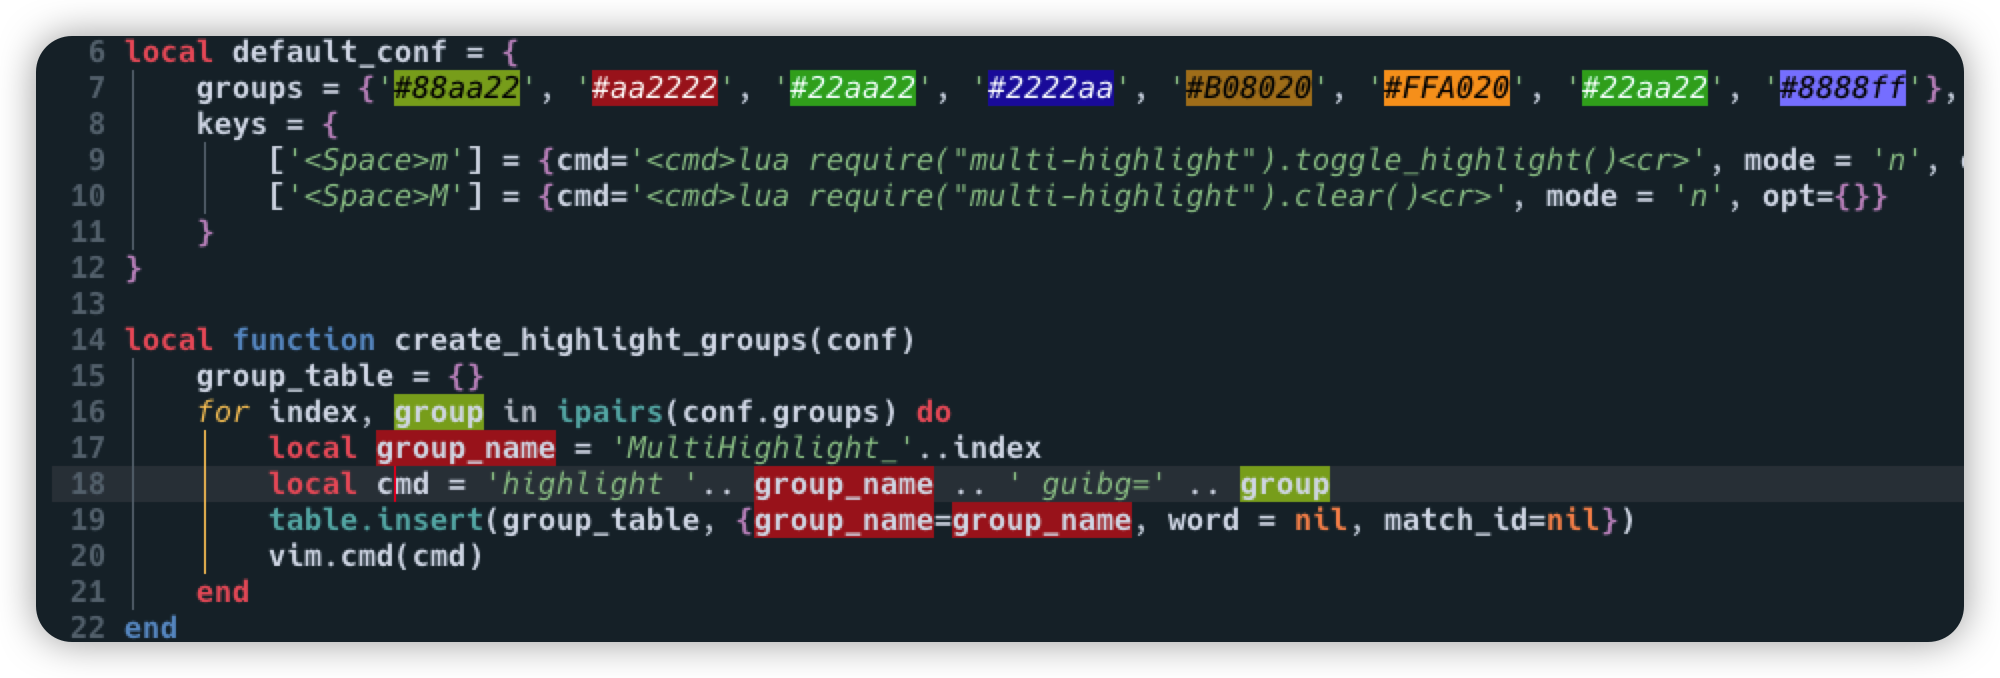 6 local default_conf = {
7 groups = {'#88aa22', '#aa2222', '#22aa22', '#2222aa', '#B08020', '#FFA020', '#22aa22', '#8888ff'},
8 keys = {
9 ['<Space>m'] = {cmd='<cmd>lua require("multi-highlight").toggle_highlight()<cr>', mode = 'n',
10 ['<Space>M'] = {cmd='<cmd>lua require("multi-highlight").clear()<cr>', mode = 'n', opt={}}
11 }
12 }
13
14 local function create_highlight_groups(conf)
15 group_table = {}
16 for index, group in ipairs(conf.groups) do
17 local group_name = 'MultiHighlight_'..index
18 local cmd = 'highlight '.. group_name .. ' guibg=' .. group
19 table.insert(group_table, {group_name=group_name, word = nil, match_id=nil})
20 vim.cmd(cmd)
21 end
22 end